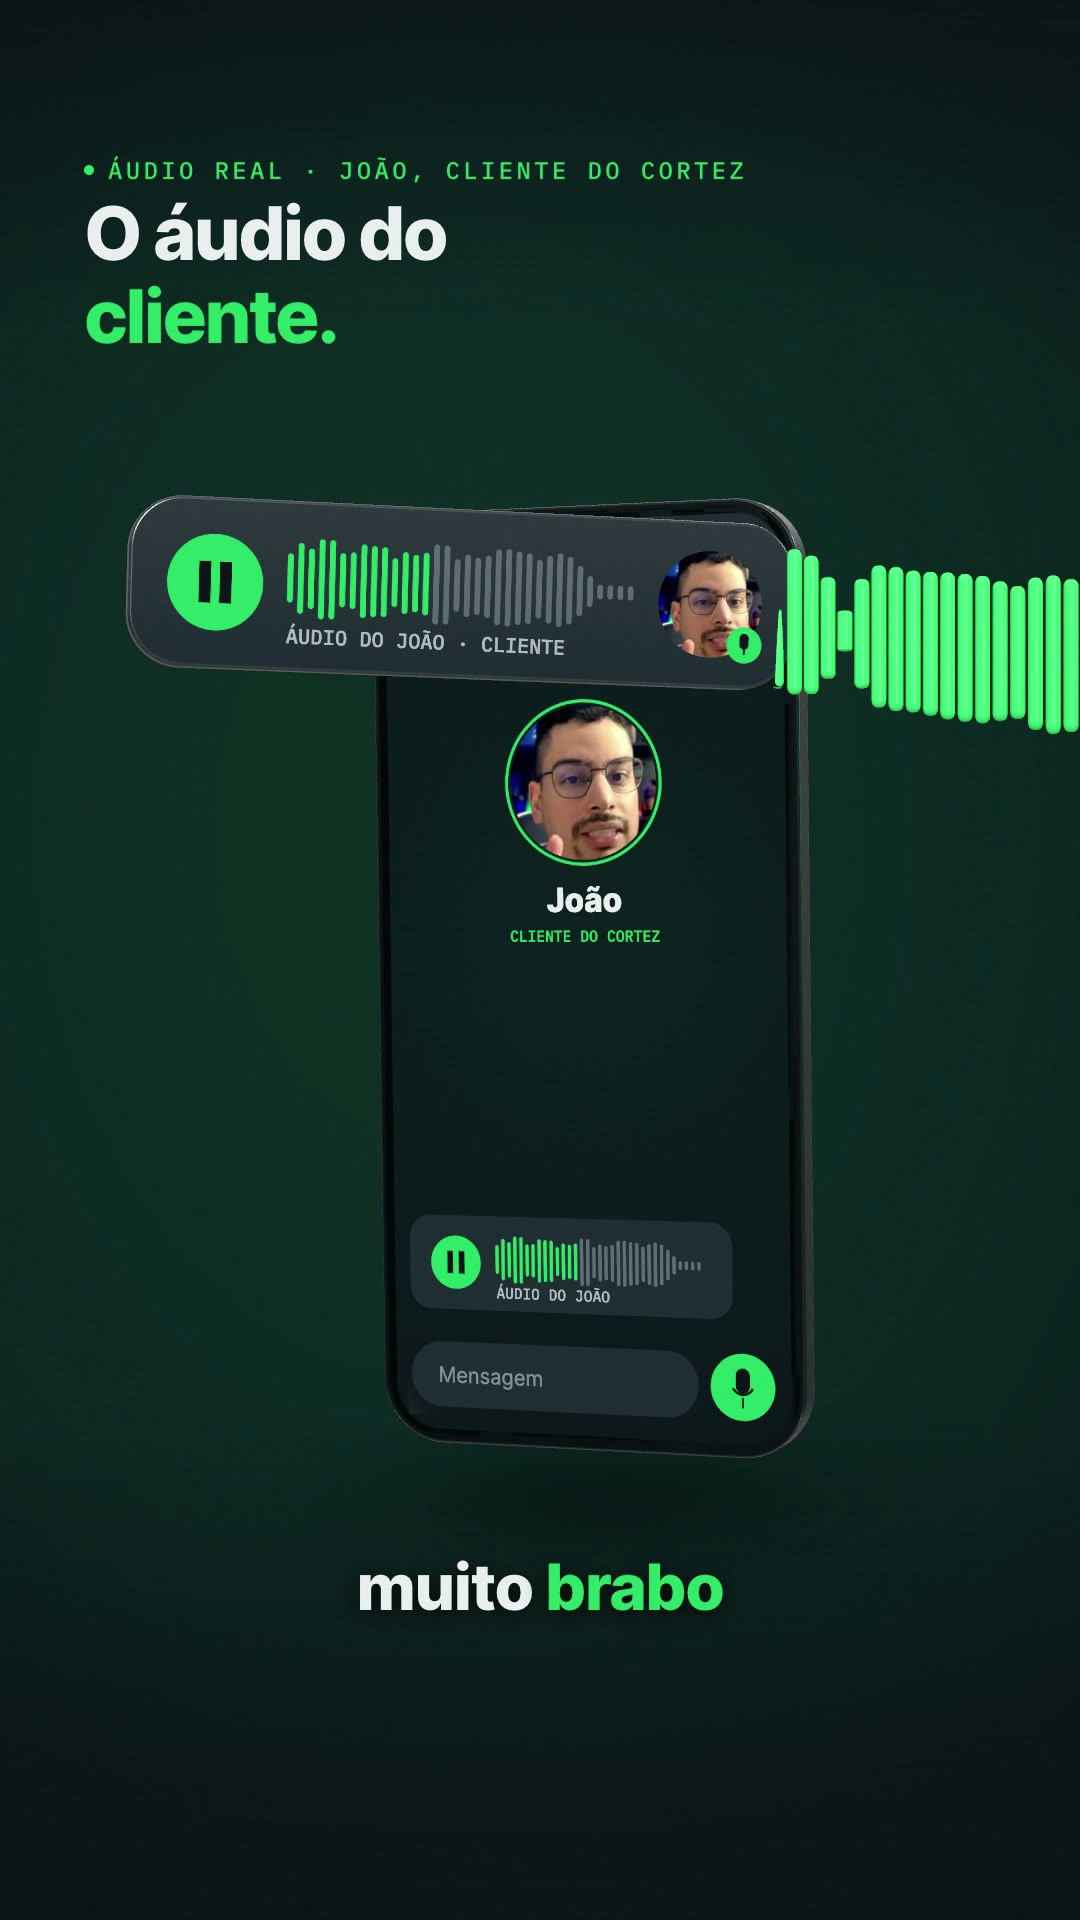 • ÁUDIO REAL · JOÃO, CLIENTE DO CORTEZ
O áudio do
cliente.
ÁUDIO DO JOÃO · CLIENTE
João
CLIENTE DO CORTEZ
ÁUDIO DO JOÃO
Mensagem
muito brabo